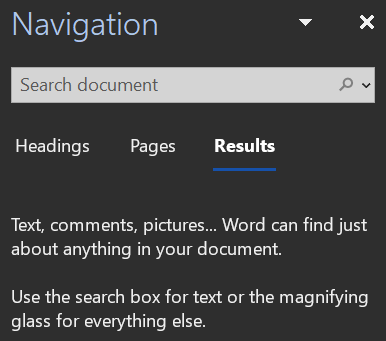 Navigation
Search document
Headings Pages Results
Text, comments, pictures... Word can find just
about anything in your document.
Use the search box for text or the magnifying
glass for everything else.